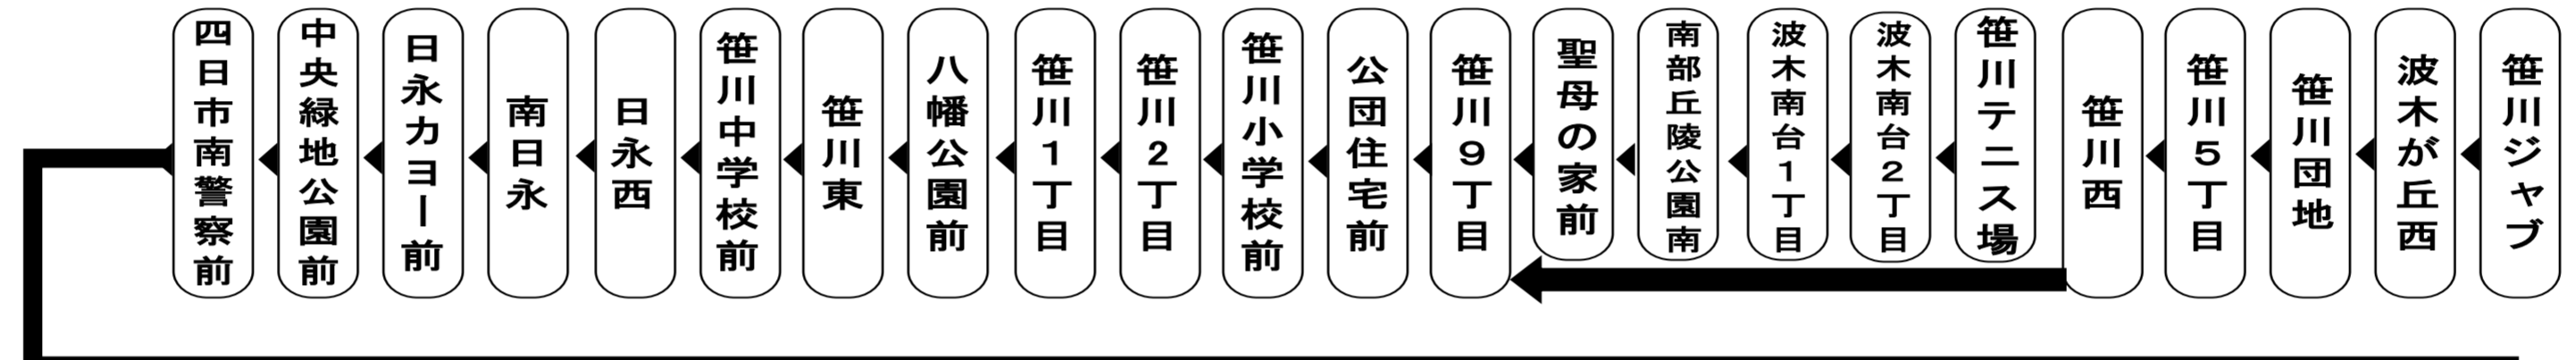 笹川ジャブ
波木が丘西
笹川団地
笹川5丁目
笹川西
笹川テニス場
波木南台2丁目
波木南台1丁目
南部丘陵公園南
聖母の家前
笹川9丁目
公団住宅前
笹川小学校前
笹川2丁目
笹川1丁目
八幡公園前
笹川東
笹川中学校前
日永西
南日永
日永カヨー前
中央緑地公園前
四日市南警察前